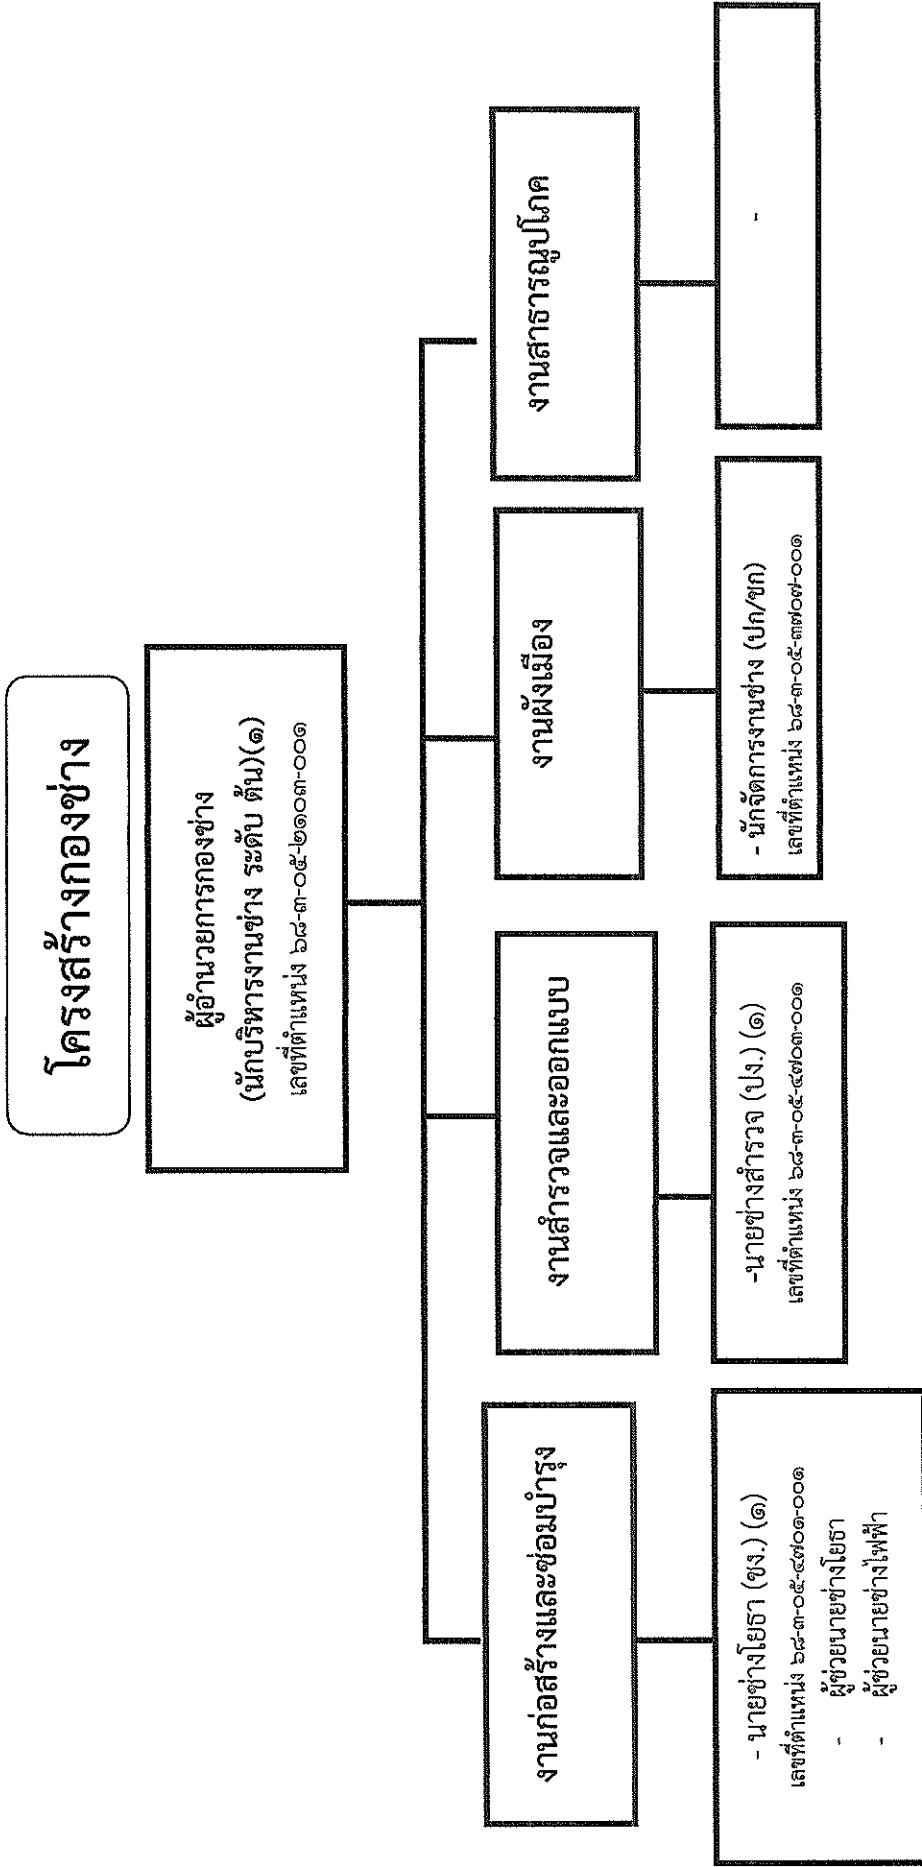 โครงสร้างกองช่าง
ผู้อำนวยการกองช่าง
(นักบริหารงานช่าง ระดับ ต้น)(๑)
เลขที่ตำแหน่ง ๖๘-๓-๐๕-๒๑๐๓-๐๐๑
งานก่อสร้างและซ่อมบำรุง
- นายช่างโยธา (ชง.) (๑)
เลขที่ตำแหน่ง ๖๘-๓-๐๕-๔๗๐๑-๐๐๑
- ผู้ช่วยนายช่างโยธา
- ผู้ช่วยนายช่างไฟฟ้า
งานสำรวจและออกแบบ
-นายช่างสำรวจ (ปง.) (๑)
เลขที่ตำแหน่ง ๖๘-๓-๐๕-๔๗๐๓-๐๐๑
งานผังเมือง
- นักจัดการงานช่าง (ปก/ชก)
เลขที่ตำแหน่ง ๖๘-๓-๐๕-๓๗๐๗-๐๐๑
งานสาธารณูปโภค
-